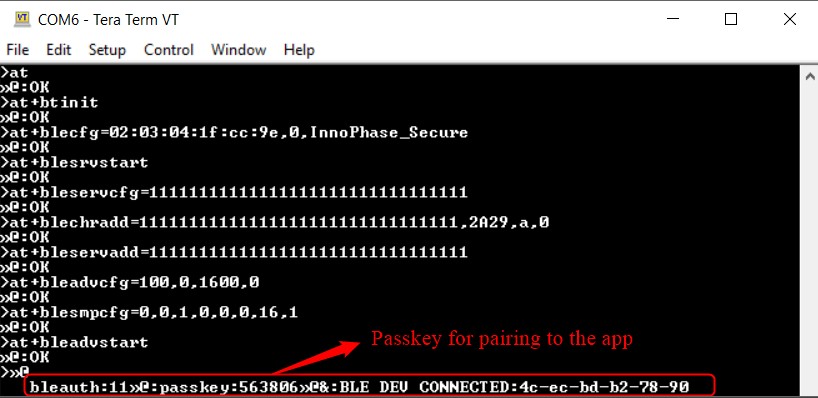 VT
COM6 - Tera Term VT
File Edit Setup Control Window Help
>at
»@:OK
>at+btinit
»@:OK
>at+blecfg=02:03:04:1f:cc:9e,0,InnoPhase_Secure
»@:OK
>at+blesrvstart
»@:OK
>at+bleservcfg=11111111111111111111111111111111
»@:OK
>at+blechradd=11111111111111111111111111111111,2A29,a,0
»@:OK
>at+bleservadd=11111111111111111111111111111111
»@:OK
>at+bleadvcfg=100,0,1600,0
»@:OK
>at+blesmpcfg=0,0,1,0,0,0,16,1
»@:OK
>at+bleadvstart
»@:OK
>»@
Passkey for pairing to the app
bleauth:11»@:passkey:563806»@&:BLE DEV CONNECTED:4c-ec-bd-b2-78-90